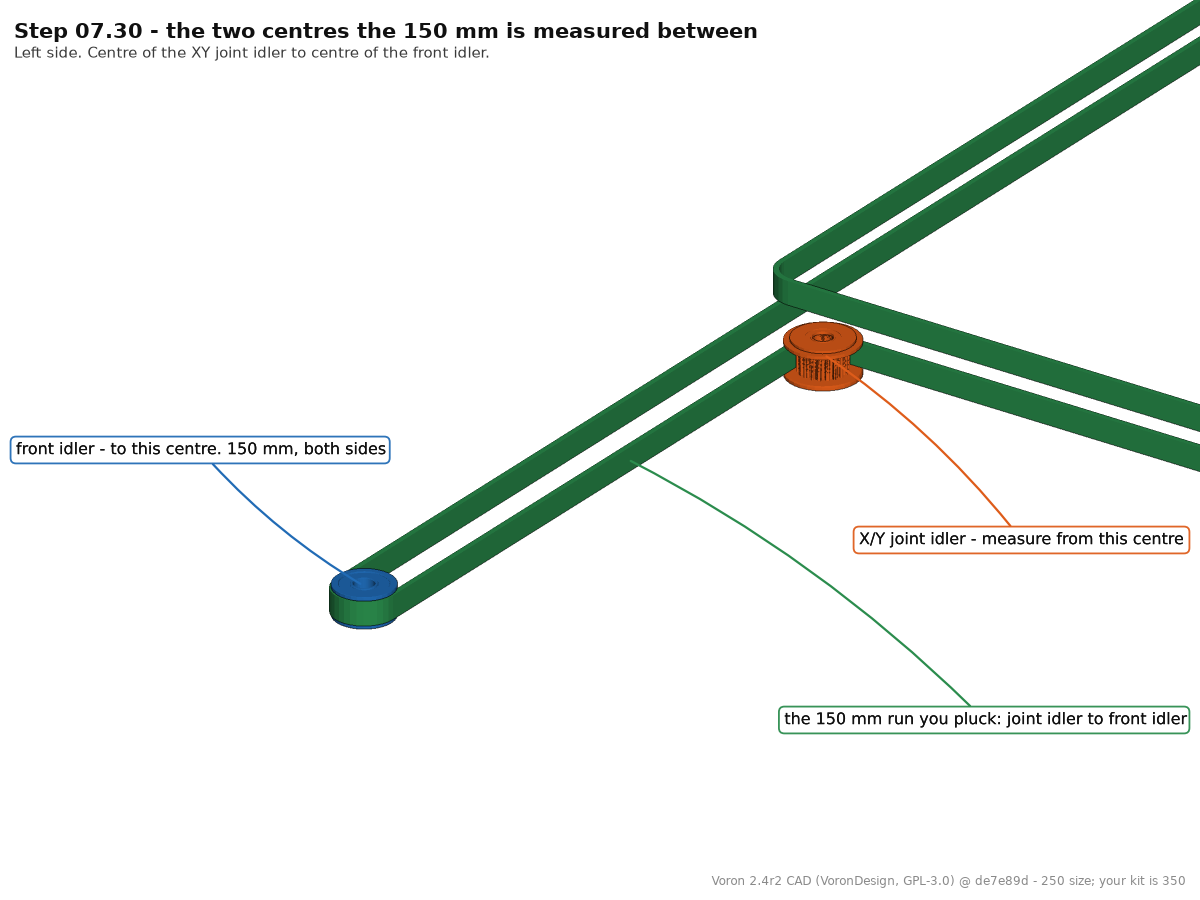 Step 07.30 - the two centres the 150 mm is measured between
Left side. Centre of the XY joint idler to centre of the front idler.
front idler - to this centre. 150 mm, both sides
X/Y joint idler - measure from this centre
the 150 mm run you pluck: joint idler to front idler
Voron 2.4r2 CAD (VoronDesign, GPL-3.0) @ de7e89d - 250 size; your kit is 350